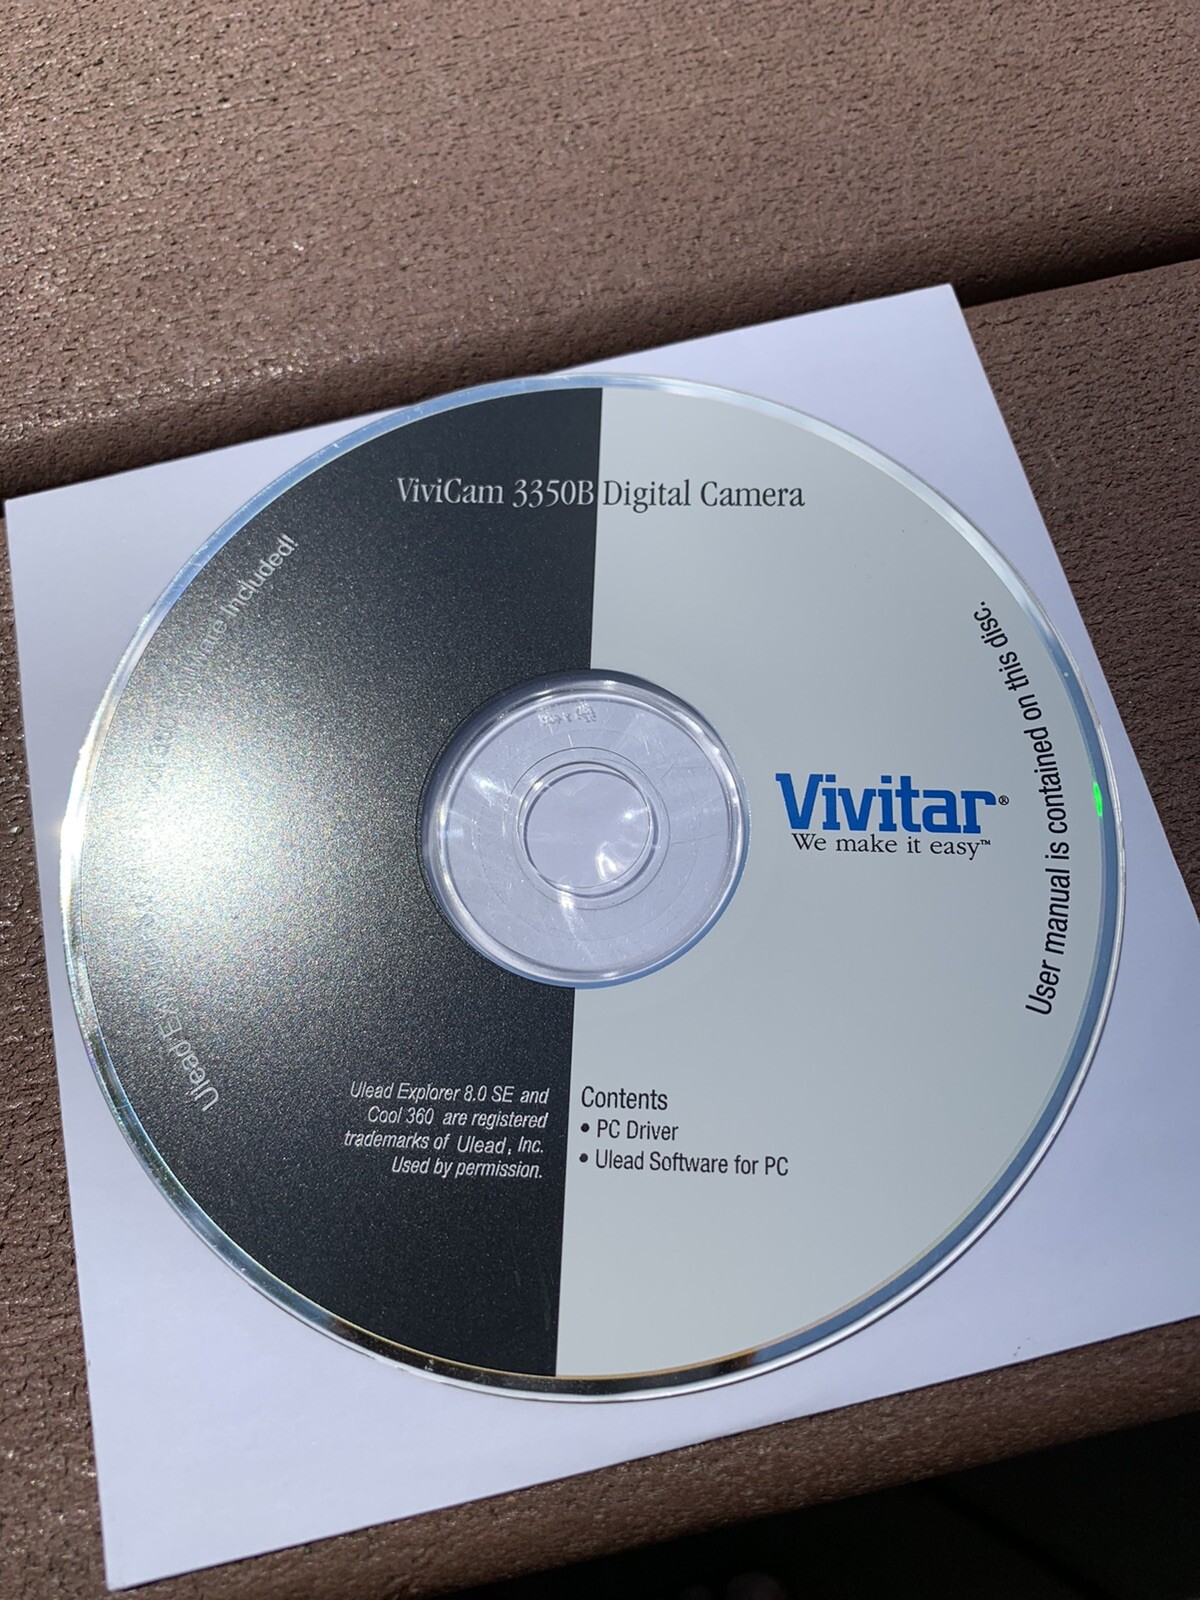 ViviCam 3350B Digital Camera
Included!
Ulead
Vivitar®
We make it easy™
User manual is contained on this disc.
Ulead Explorer 8.0 SE and
Cool 360 are registered
trademarks of Ulead, Inc.
Used by permission.
Contents
• PC Driver
• Ulead Software for PC